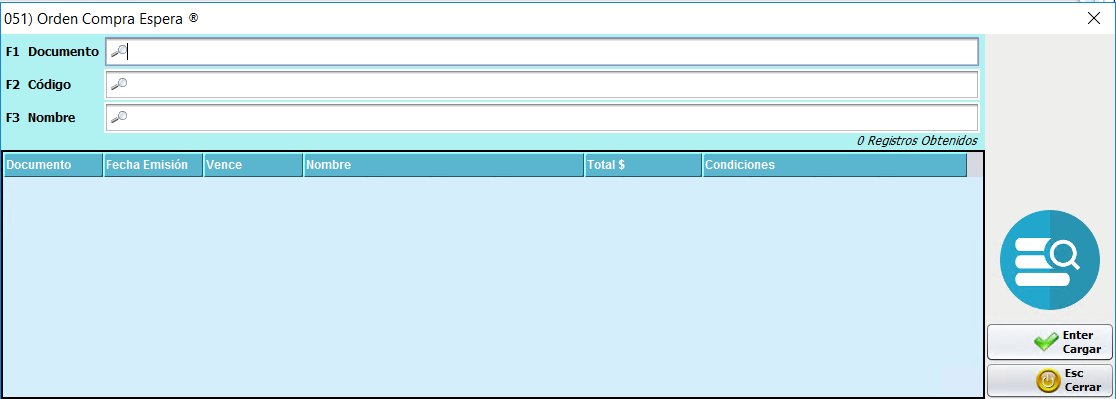 051) Orden Compra Espera ®
F1 Documento
F2 Código
F3 Nombre
0 Registros Obtenidos
Documento Fecha Emisión Vence Nombre Total $ Condiciones
Enter
Cargar
Esc
Cerrar